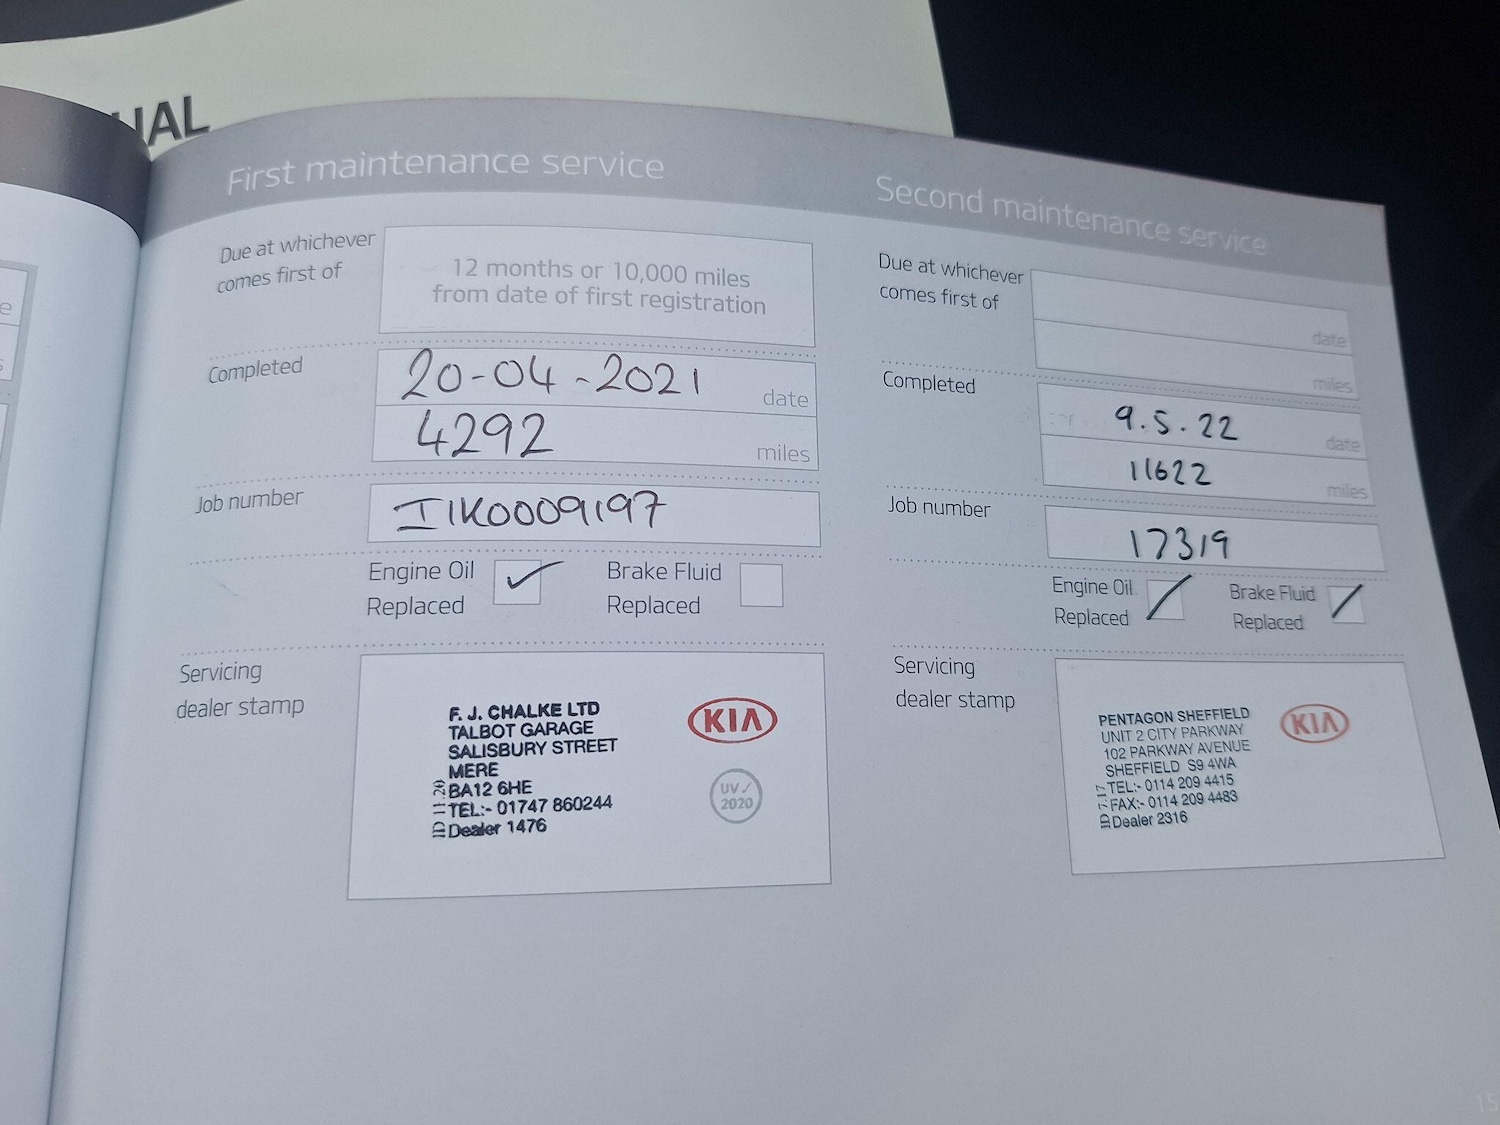 UAL
First maintenance service
Due at whichever
comes first of
12 months or 10,000 miles
from date of first registration
Completed
20-04-2021
date
4292
miles
Job number
I1K0009197
Engine Oil
Replaced
Brake Fluid
Replaced
Servicing
dealer stamp
F. J. CHALKE LTD
TALBOT GARAGE
SALISBURY STREET
MERE
BA12 6HE
TEL:- 01747 860244
Dealer 1476
KIA
UV✓
2020
Second maintenance service
Due at whichever
comes first of
date
miles
Completed
9.5.22
date
11622
miles
Job number
17319
Engine Oil
Replaced
Brake Fluid
Replaced
Servicing
dealer stamp
PENTAGON SHEFFIELD
UNIT 2 CITY PARKWAY
102 PARKWAY AVENUE
SHEFFIELD S9 4WA
TEL:- 0114 209 4415
FAX:- 0114 209 4483
Dealer 2316
KIA
15